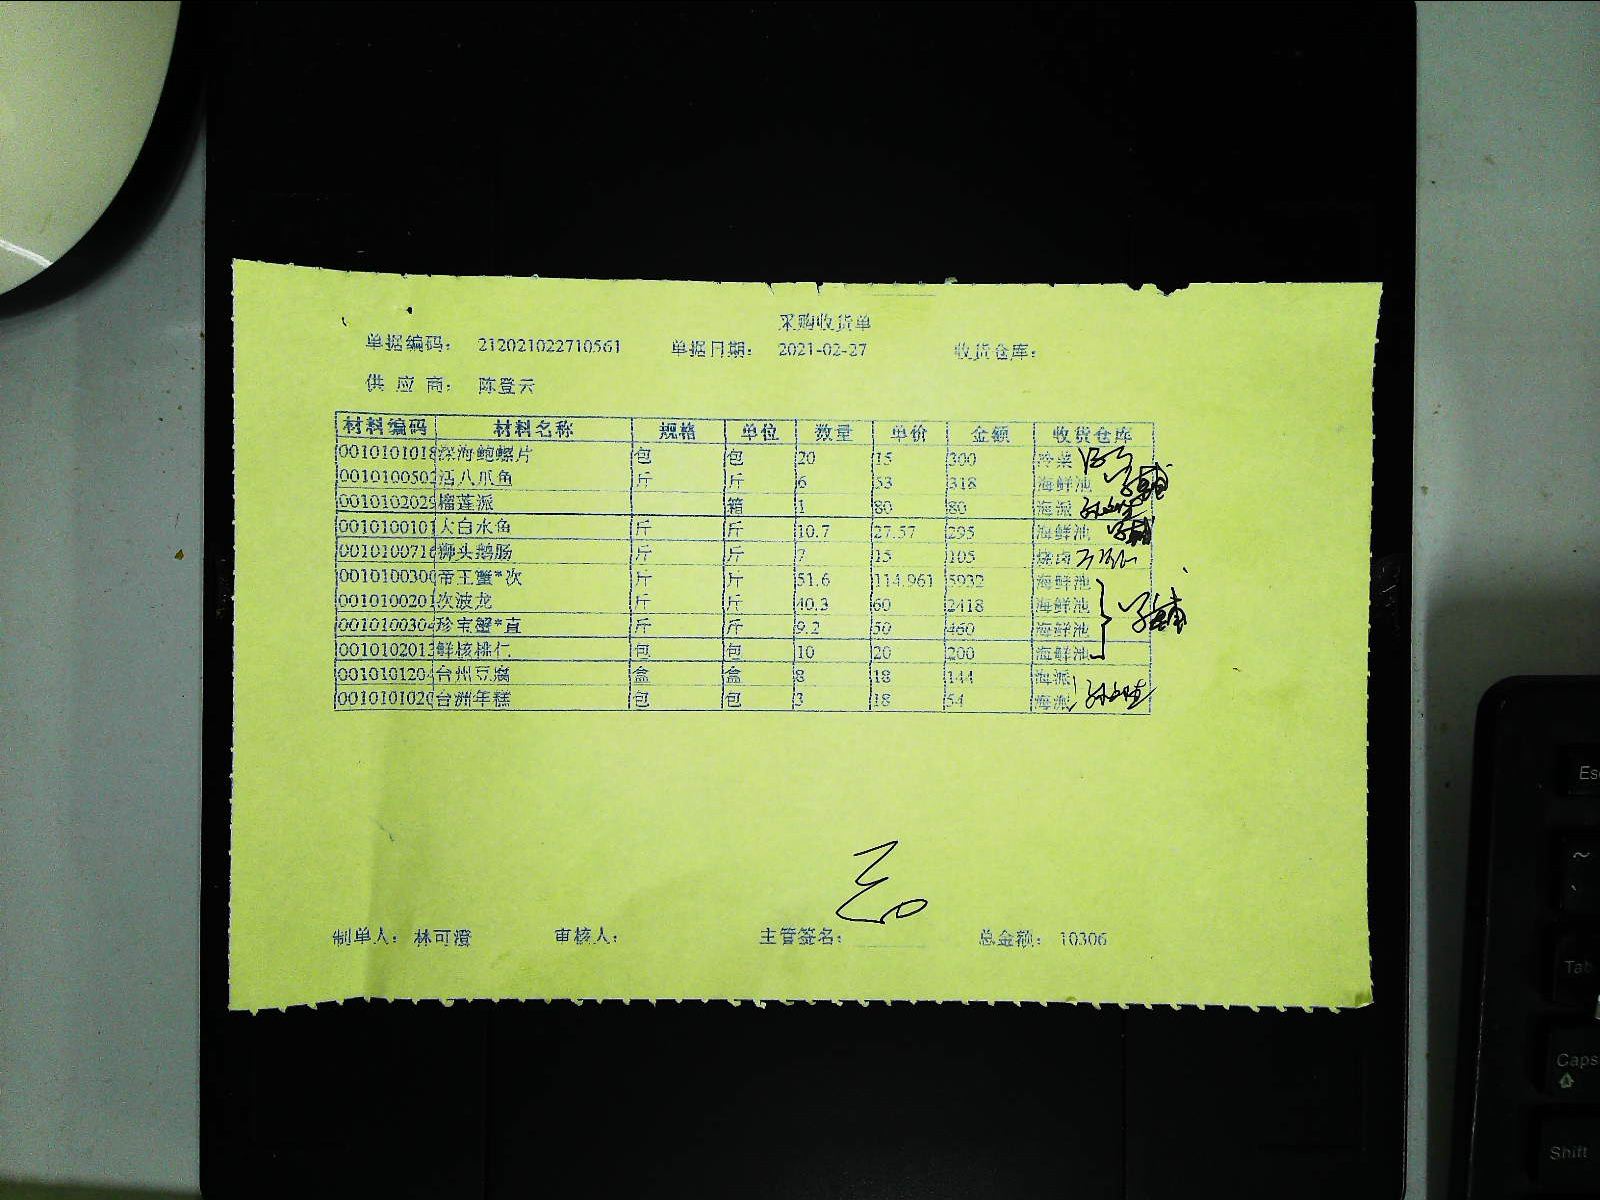 采购收货单
单据编码： 212021022710561 单据日期： 2021-02-27 收货仓库：
供应商： 陈登云
材料编码 材料名称 规格 单位 数量 单价 金额 收货仓库
0010101018 深海鲍螺片 包 包 20 15 300 冷菜
0010100502 活八爪鱼 斤 斤 6 53 318 海鲜池
0010102029 榴莲派 箱 1 80 80 海派
0010100101 大白水鱼 斤 斤 10.7 27.57 295 海鲜池
0010100716 狮头鹅肠 斤 斤 7 15 105 烧卤
0010100300 帝王蟹*次 斤 斤 51.6 114.961 5932 海鲜池
0010100201 次波龙 斤 斤 40.3 60 2418 海鲜池
0010100304 珍宝蟹*直 斤 斤 9.2 50 460 海鲜池
0010102013 鲜核桃仁 包 包 10 20 200 海鲜池
0010101204 台州豆腐 盒 盒 8 18 144 海派
0010101020 台洲年糕 包 包 3 18 54 海派
制单人： 林可澄 审核人： 主管签名： 总金额： 10306
Esc
~
Tab
Caps
Shift